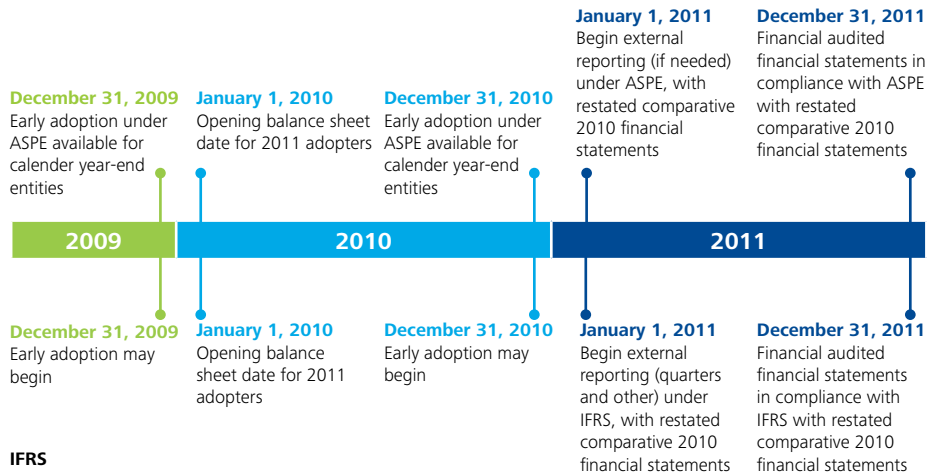 January 1, 2011
Begin external
reporting (if needed)
under ASPE, with
restated comparative
2010 financial
statements
December 31, 2011
Financial audited
financial statements in
compliance with ASPE
with restated
comparative 2010
financial statements
December 31, 2009
Early adoption under
ASPE available for
calender year-end
entities
January 1, 2010
Opening balance sheet
date for 2011 adopters
December 31, 2010
Early adoption under
ASPE available for
calender year-end
entities
2009
2010
2011
December 31, 2009
Early adoption may
begin
January 1, 2010
Opening balance
sheet date for 2011
adopters
December 31, 2010
Early adoption may
begin
January 1, 2011
Begin external
reporting (quarters
and other) under
IFRS, with restated
comparative 2010
financial statements
December 31, 2011
Financial audited
financial statements
in compliance with
IFRS with restated
comparative 2010
financial statements
IFRS